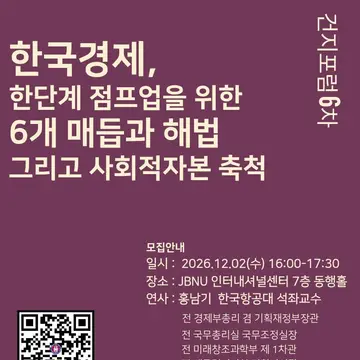 건지포럼 6차
한국경제,
한단계 점프업을 위한
6개 매듭과 해법
그리고 사회적자본 축척
모집안내
일시 : 2026.12.02(수) 16:00-17:30
장소 : JBNU 인터내셔널센터 7층 동행홀
연사 : 홍남기 한국항공대 석좌교수
전 경제부총리 겸 기획재정부장관
전 국무총리실 국무조정실장
전 미래창조과학부 제 1차관